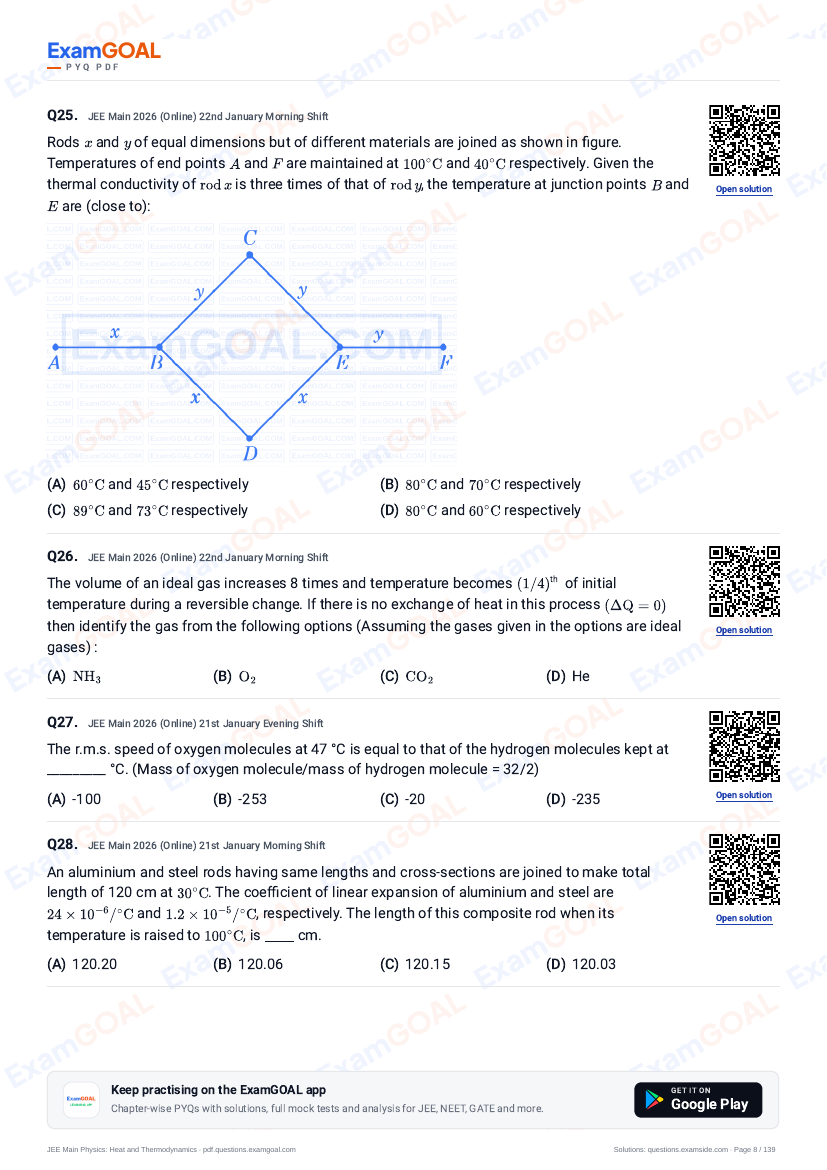 ExamGOAL
PYQ PDF
Q25. JEE Main 2026 (Online) 22nd January Morning Shift
Rods x and y of equal dimensions but of different materials are joined as shown in figure.
Temperatures of end points A and F are maintained at 100°C and 40°C respectively. Given the
thermal conductivity of rod x is three times of that of rod y, the temperature at junction points B and
E are (close to):
Open solution
C
y y
x y
A B E F
x x
D
(A) 60°C and 45°C respectively (B) 80°C and 70°C respectively
(C) 89°C and 73°C respectively (D) 80°C and 60°C respectively
Q26. JEE Main 2026 (Online) 22nd January Morning Shift
The volume of an ideal gas increases 8 times and temperature becomes (1/4)th of initial
temperature during a reversible change. If there is no exchange of heat in this process (ΔQ = 0)
then identify the gas from the following options (Assuming the gases given in the options are ideal
gases) :
Open solution
(A) NH₃ (B) O₂ (C) CO₂ (D) He
Q27. JEE Main 2026 (Online) 21st January Evening Shift
The r.m.s. speed of oxygen molecules at 47 °C is equal to that of the hydrogen molecules kept at
________ °C. (Mass of oxygen molecule/mass of hydrogen molecule = 32/2)
Open solution
(A) -100 (B) -253 (C) -20 (D) -235
Q28. JEE Main 2026 (Online) 21st January Morning Shift
An aluminium and steel rods having same lengths and cross-sections are joined to make total
length of 120 cm at 30°C. The coefficient of linear expansion of aluminium and steel are
24 × 10⁻⁶/°C and 1.2 × 10⁻⁵/°C, respectively. The length of this composite rod when its
temperature is raised to 100°C, is ____ cm.
Open solution
(A) 120.20 (B) 120.06 (C) 120.15 (D) 120.03
ExamGOAL
Keep practising on the ExamGOAL app
Chapter-wise PYQs with solutions, full mock tests and analysis for JEE, NEET, GATE and more.
GET IT ON
Google Play
JEE Main Physics: Heat and Thermodynamics · pdf.questions.examgoal.com
Solutions: questions.examside.com · Page 8 / 139